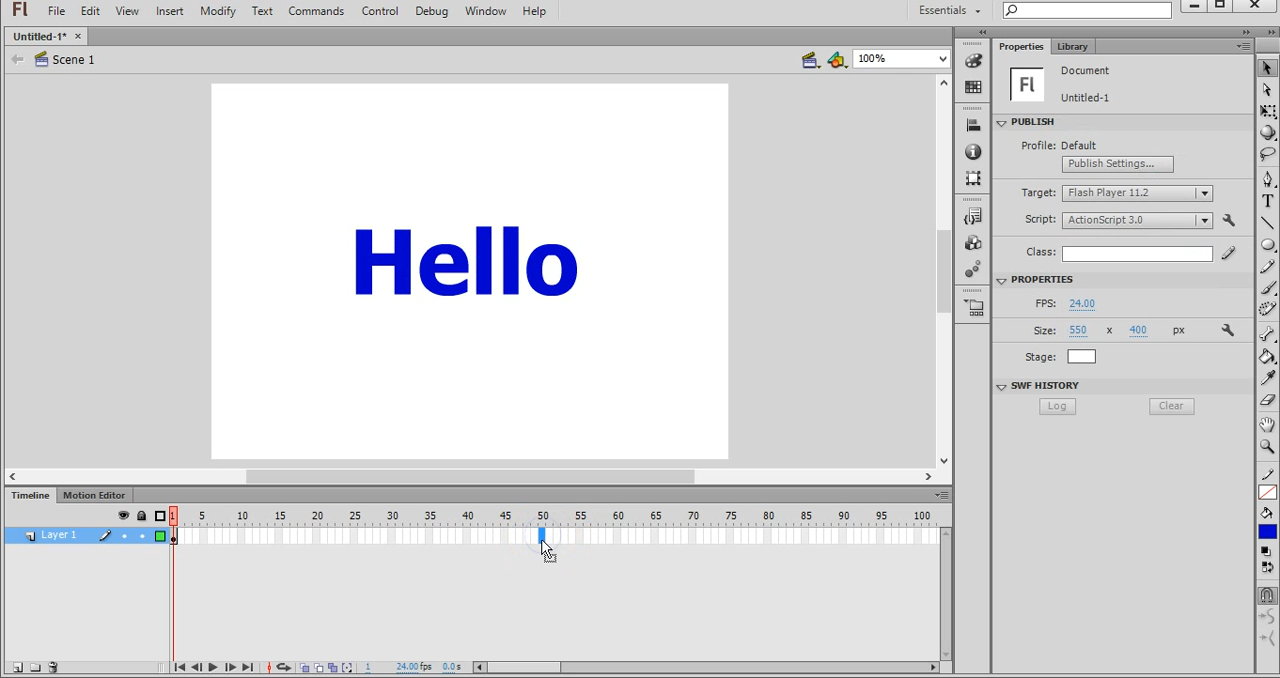 Fl File Edit View Insert Modify Text Commands Control Debug Window Help Essentials
Untitled-1* ×
Scene 1 100%
Hello
Properties Library
Fl Document
Untitled-1
PUBLISH
Profile: Default
Publish Settings...
Target: Flash Player 11.2
Script: ActionScript 3.0
Class:
PROPERTIES
FPS: 24.00
Size: 550 x 400 px
Stage:
SWF HISTORY
Log Clear
T
Timeline Motion Editor
1 5 10 15 20 25 30 35 40 45 50 55 60 65 70 75 80 85 90 95 100
Layer 1
1 24.00 fps 0.0 s